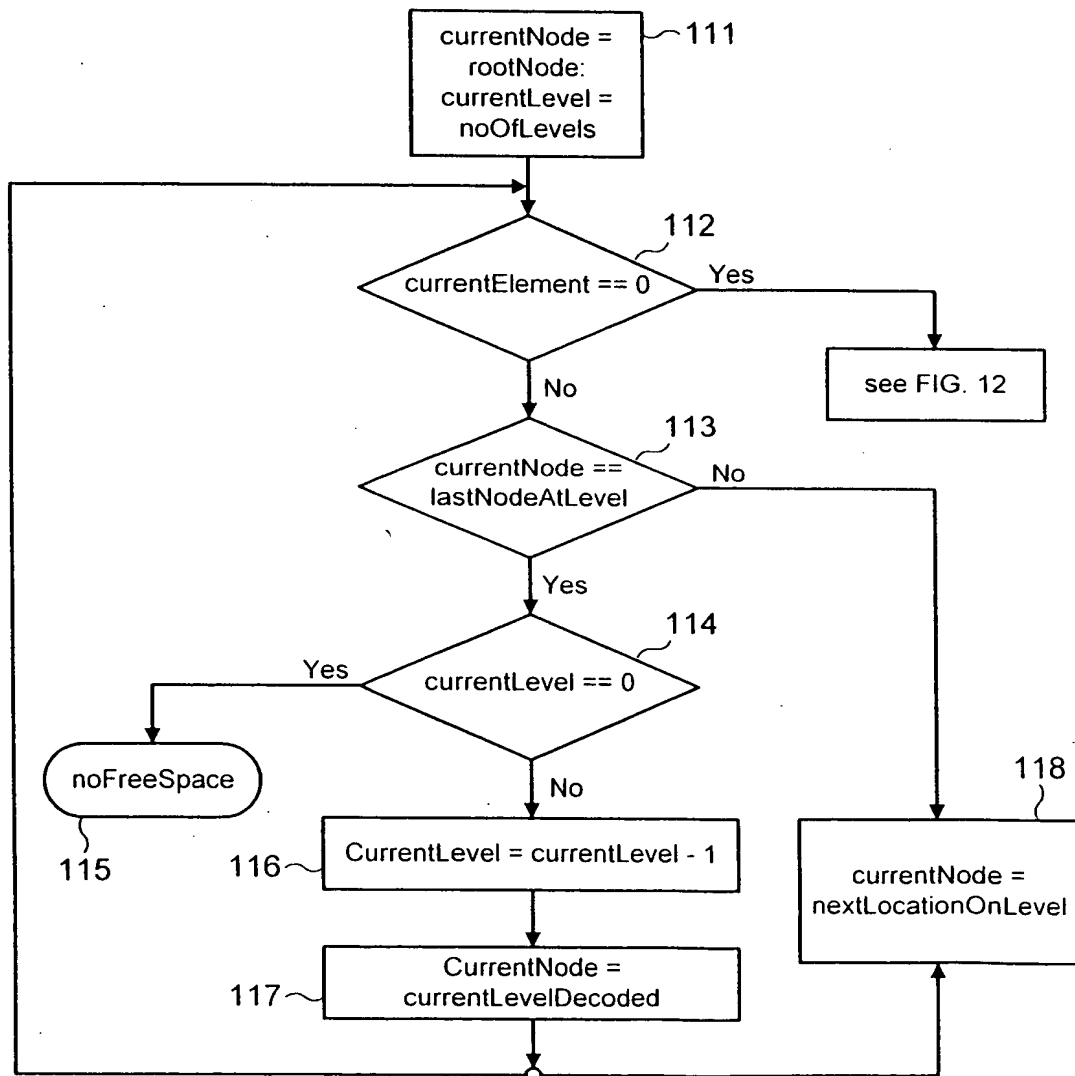 currentNode =
rootNode:
currentLevel =
noOfLevels
111
112
currentElement == 0
Yes
see FIG. 12
No
113
currentNode ==
lastNodeAtLevel
No
Yes
114
Yes
currentLevel == 0
noFreeSpace
115
No
118
116
CurrentLevel = currentLevel - 1
currentNode =
nextLocationOnLevel
117
CurrentNode =
currentLevelDecoded